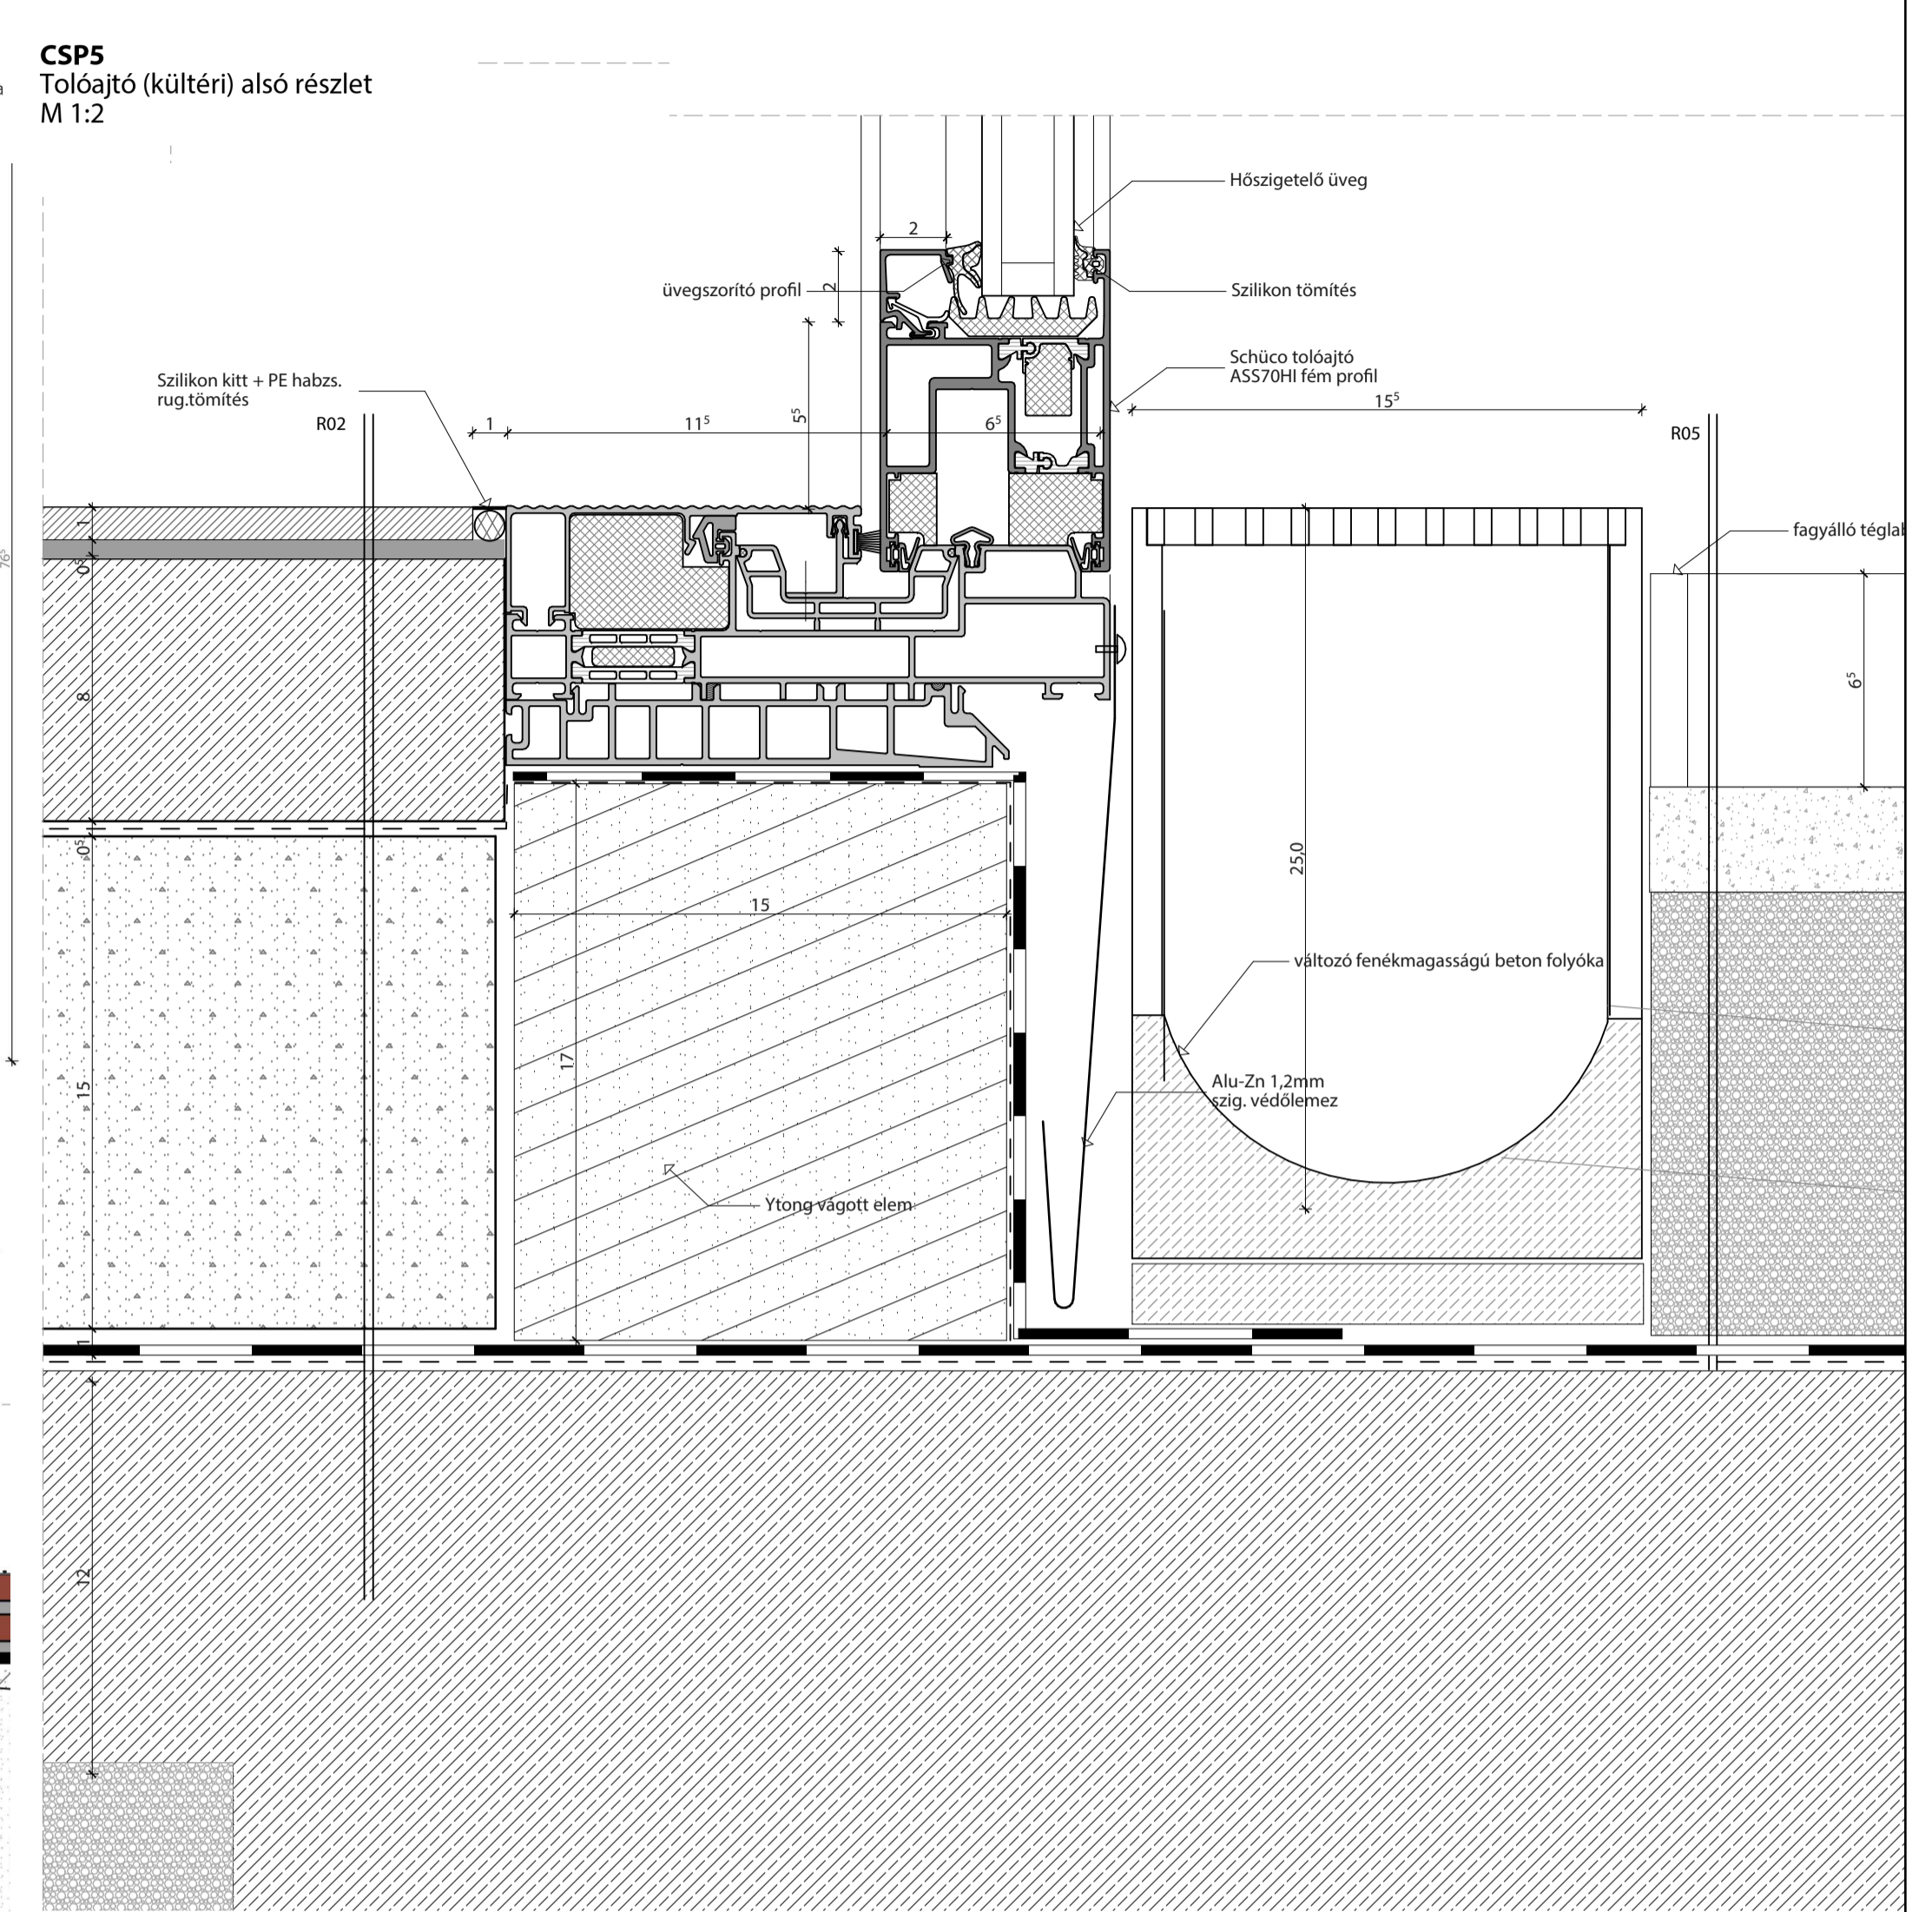 CSP5
Tolóajtó (kültéri) alsó részlet
M 1:2
a
Hőszigetelő üveg
2
üvegszorító profil
2
Szilikon tömítés
Schüco tolóajtó
ASS70HI fém profil
Szilikon kitt + PE habzs.
rug.tömítés
R02
1
11⁵
5⁵
6⁵
15⁵
R05
1
0⁵
76⁵
fagyálló téglab
8
6⁵
0⁵
25,0
15
változó fenékmagasságú beton folyóka
17
15
Alu-Zn 1,2mm
szig. védőlemez
Ytong vágott elem
1
12